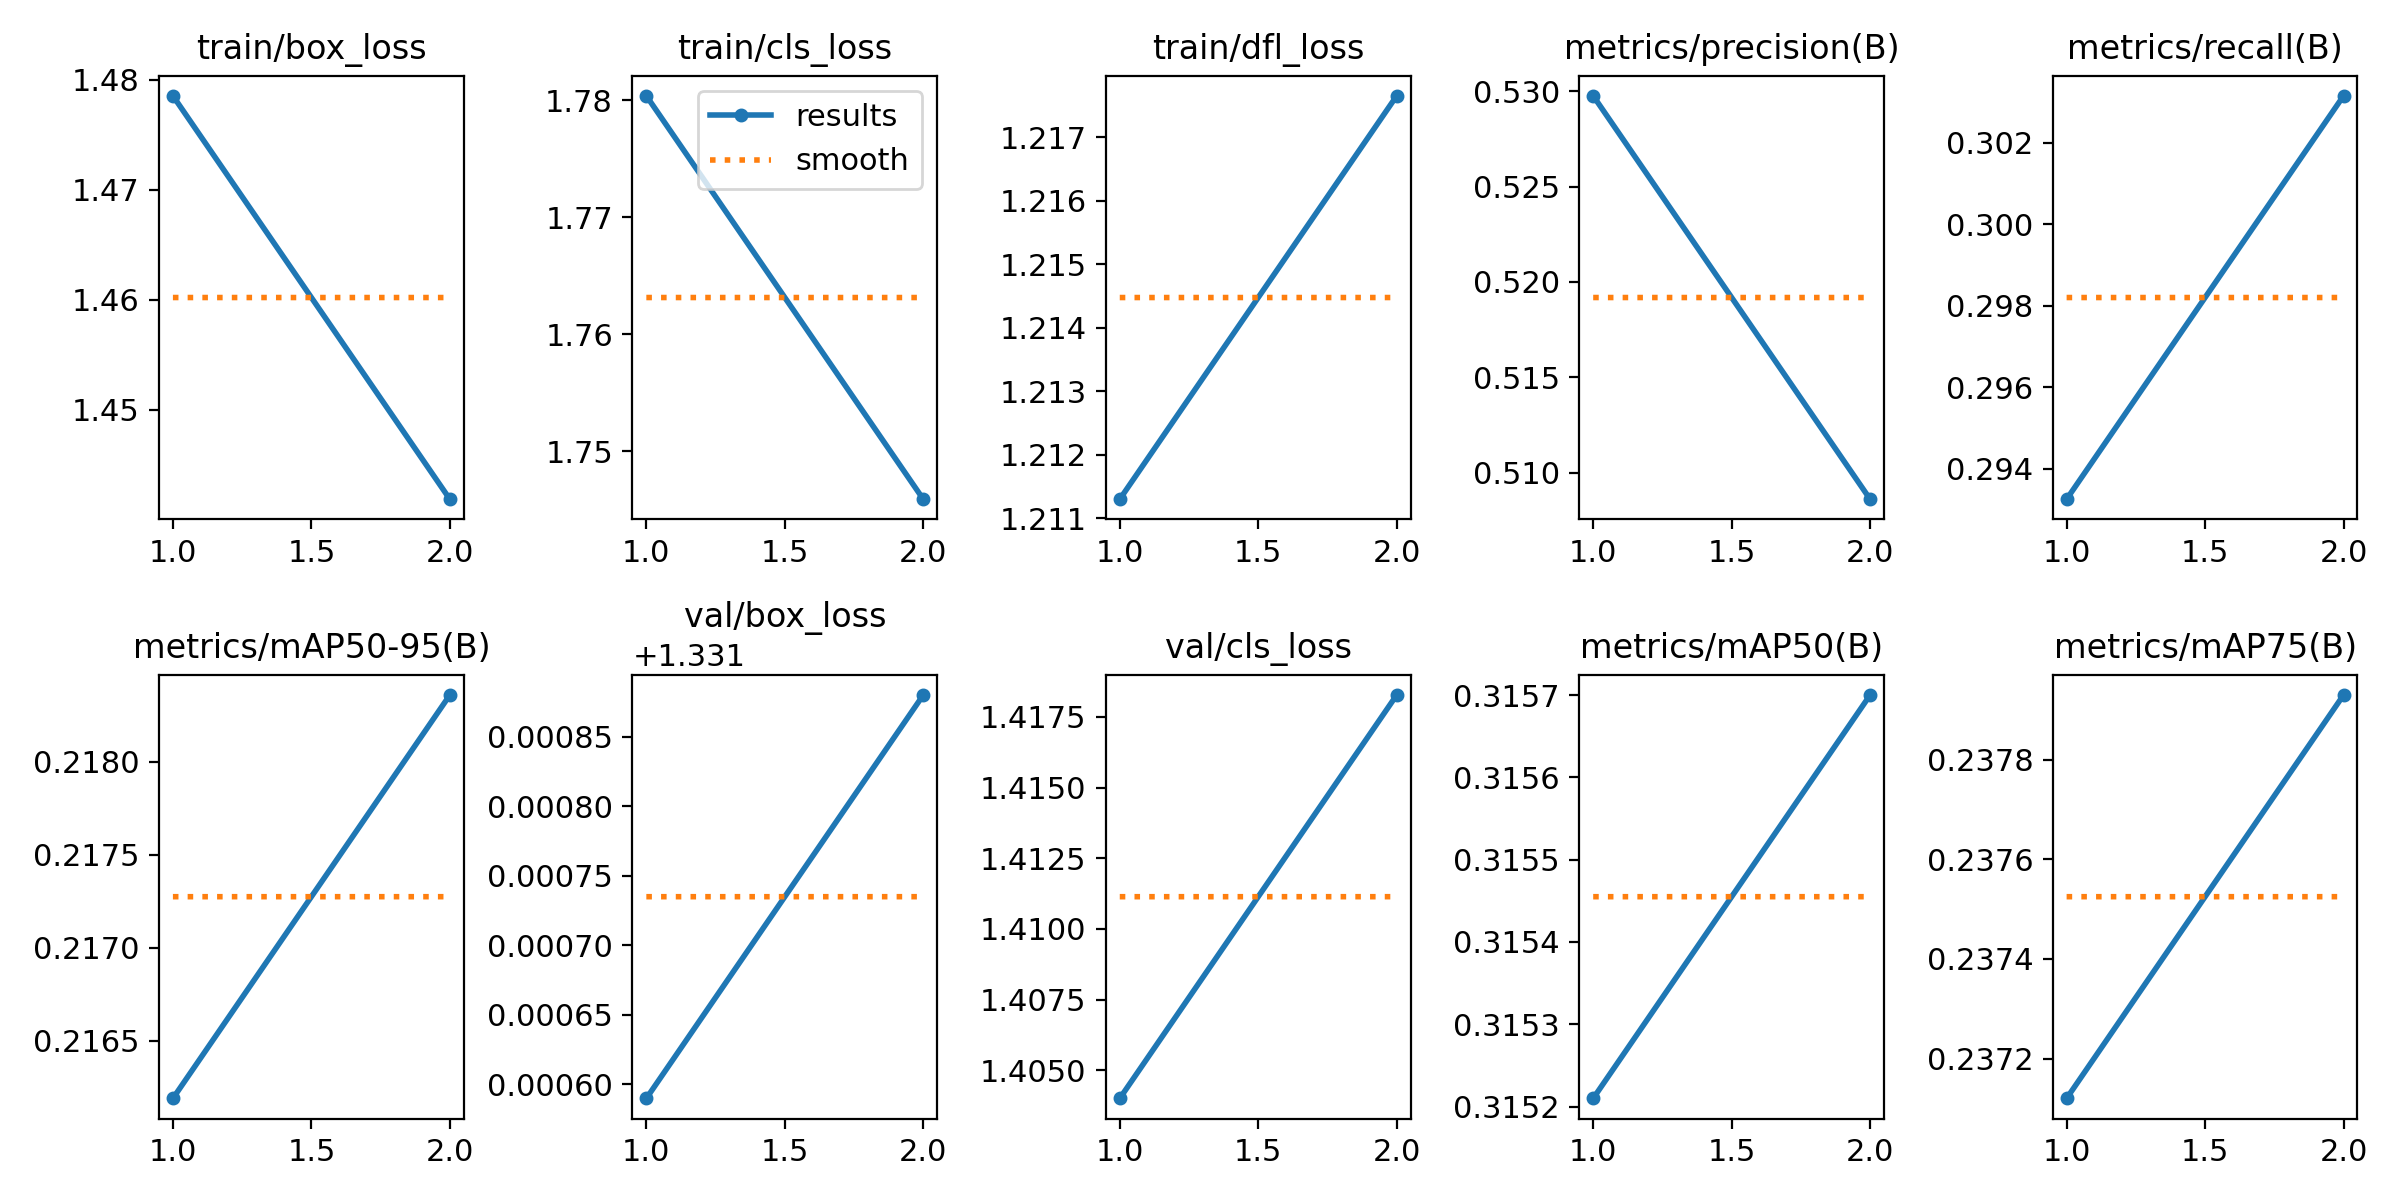 train/box_loss
1.48
1.47
1.46
1.45
1.0 1.5 2.0
train/cls_loss
results
smooth
1.78
1.77
1.76
1.75
1.0 1.5 2.0
train/dfl_loss
1.217
1.216
1.215
1.214
1.213
1.212
1.211
1.0 1.5 2.0
metrics/precision(B)
0.530
0.525
0.520
0.515
0.510
1.0 1.5 2.0
metrics/recall(B)
0.302
0.300
0.298
0.296
0.294
1.0 1.5 2.0
metrics/mAP50-95(B)
0.2180
0.2175
0.2170
0.2165
1.0 1.5 2.0
val/box_loss
+1.331
0.00085
0.00080
0.00075
0.00070
0.00065
0.00060
1.0 1.5 2.0
val/cls_loss
1.4175
1.4150
1.4125
1.4100
1.4075
1.4050
1.0 1.5 2.0
metrics/mAP50(B)
0.3157
0.3156
0.3155
0.3154
0.3153
0.3152
1.0 1.5 2.0
metrics/mAP75(B)
0.2378
0.2376
0.2374
0.2372
1.0 1.5 2.0